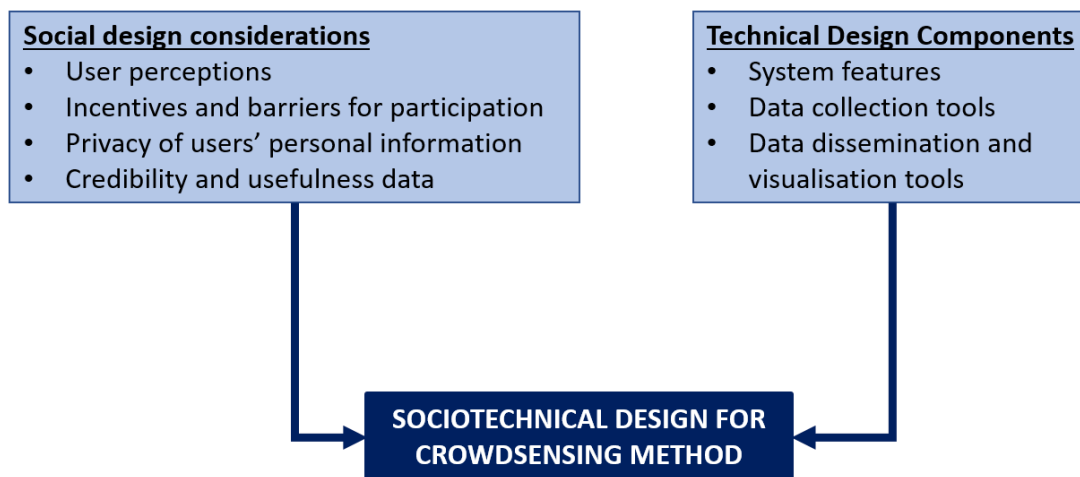 Social design considerations
• User perceptions
• Incentives and barriers for participation
• Privacy of users' personal information
• Credibility and usefulness data
Technical Design Components
• System features
• Data collection tools
• Data dissemination and
visualisation tools
SOCIOTECHNICAL DESIGN FOR
CROWDSENSING METHOD